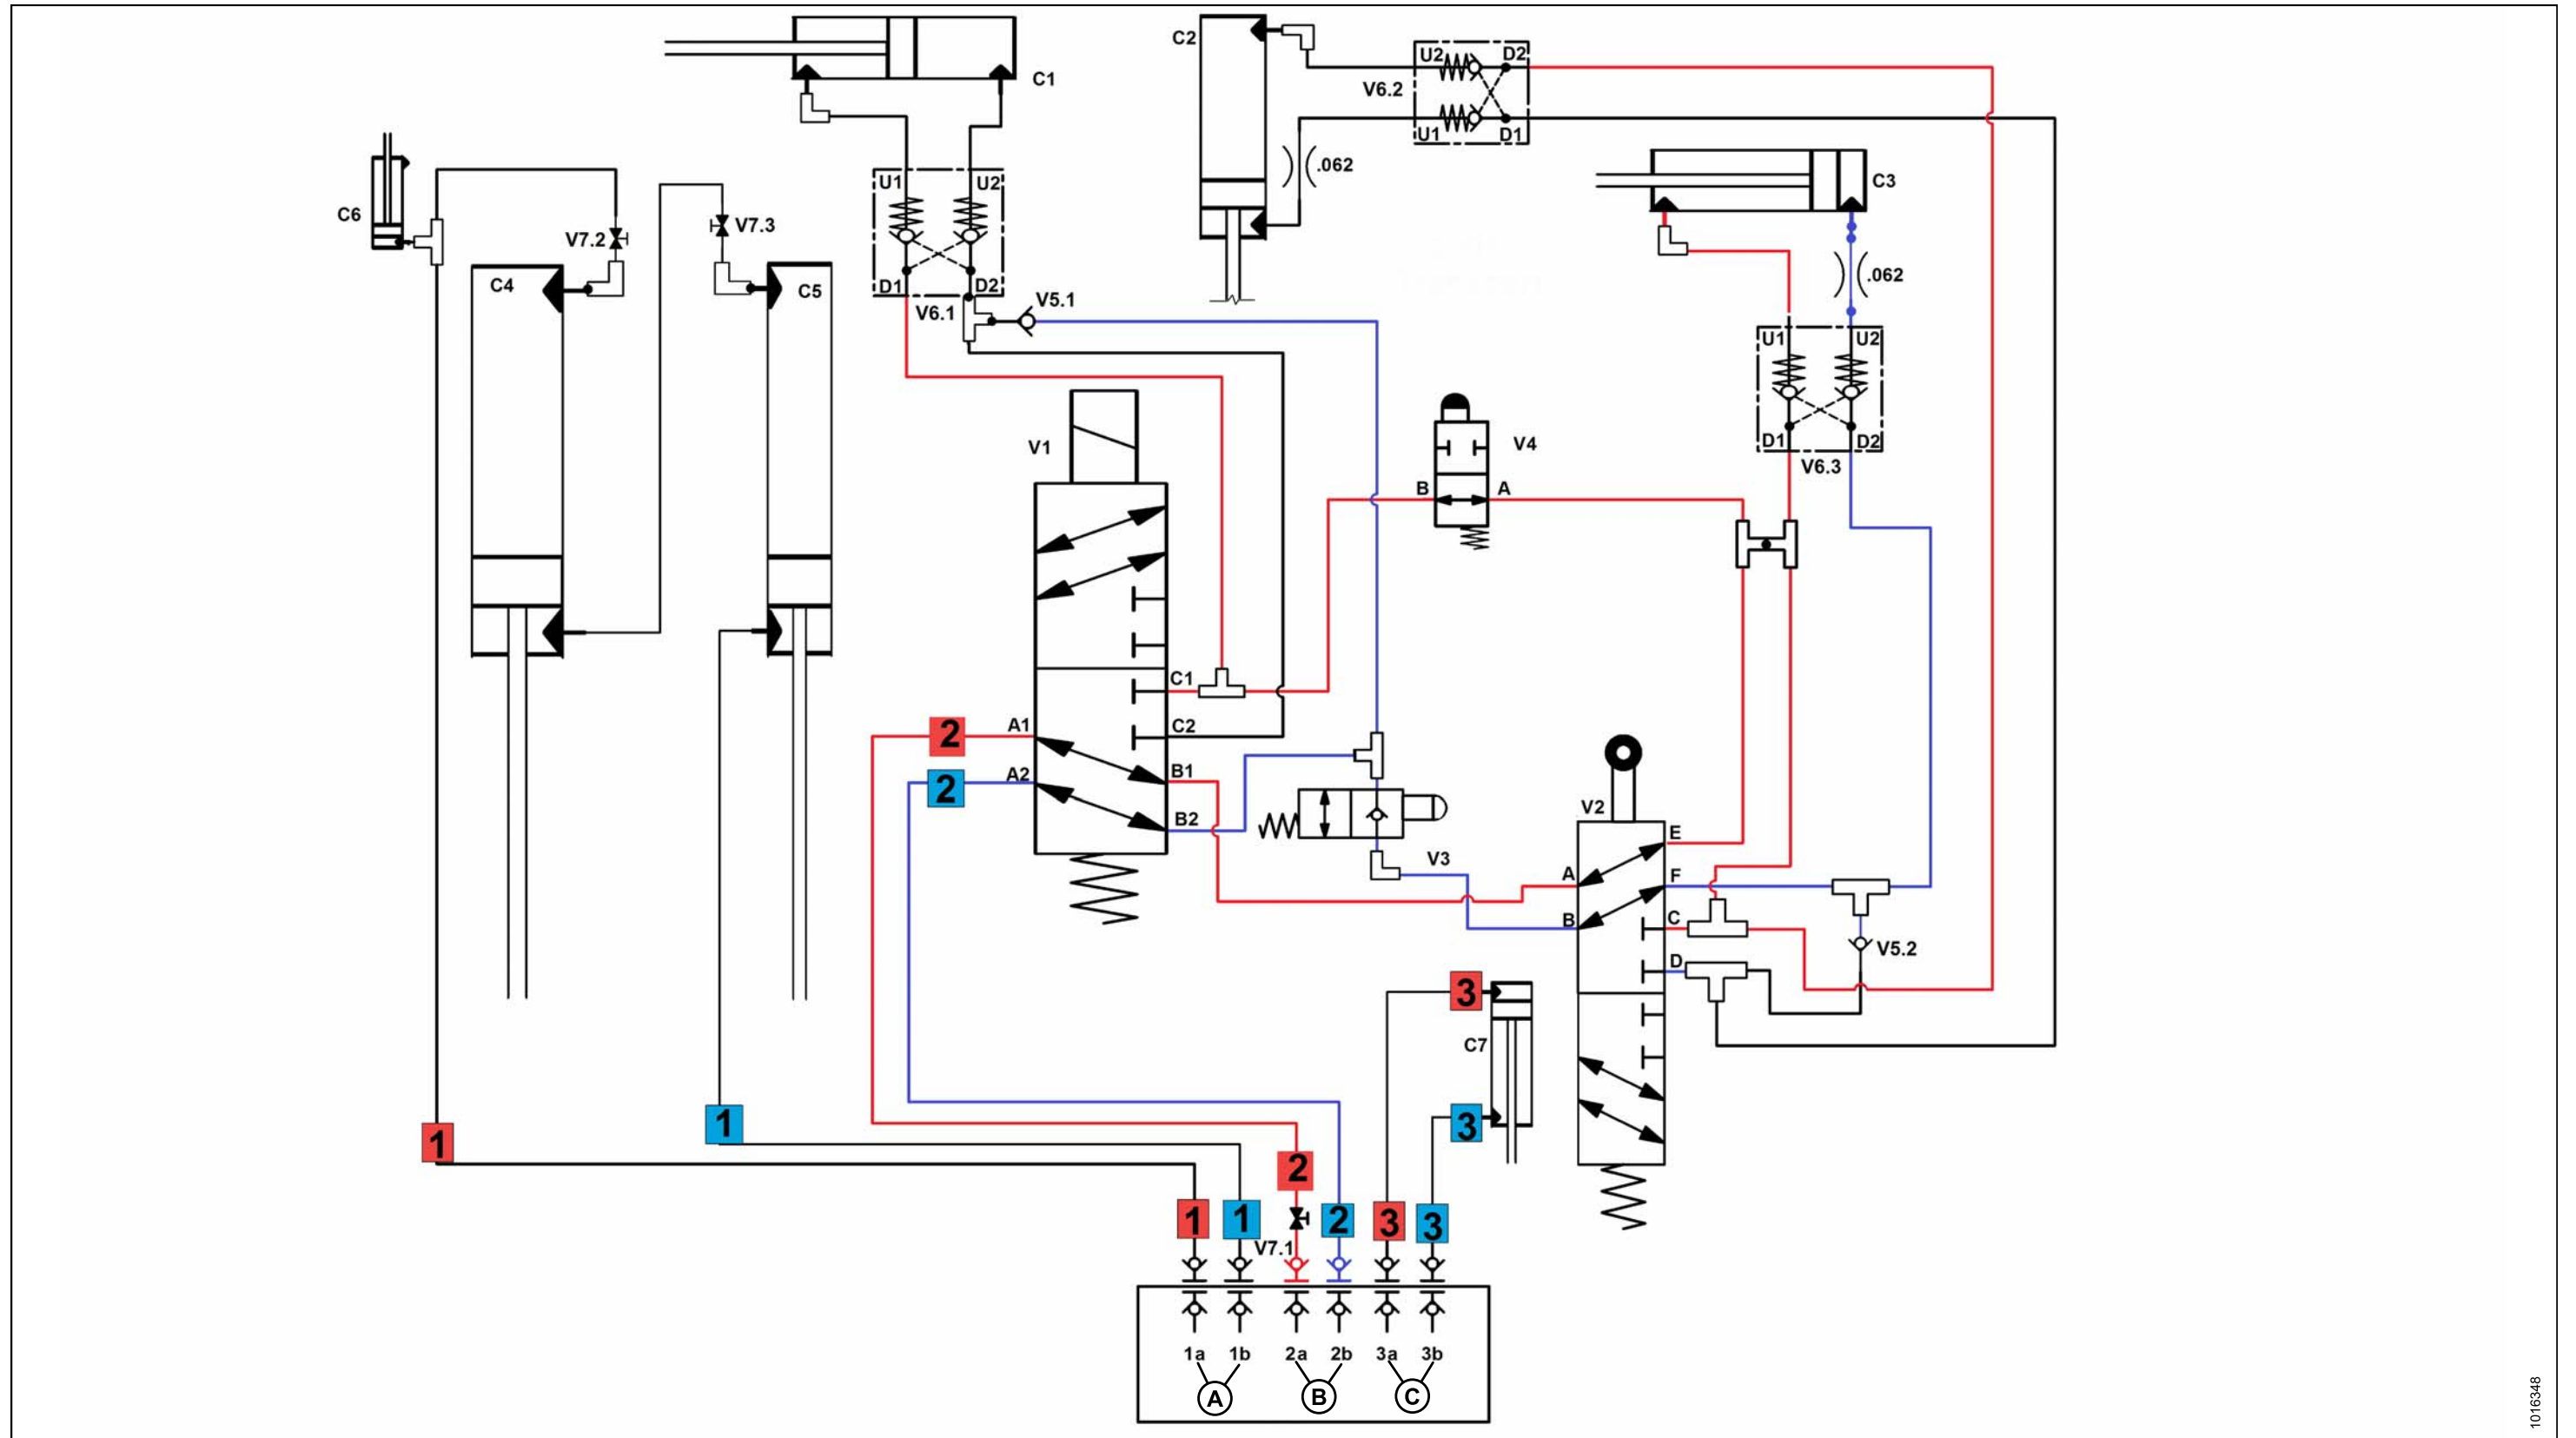 C1
C2
U2 D2
V6.2
U1 D1
.062
C3
C6
V7.2
V7.3
U1 U2
C4
C5
D1 D2
V6.1
V5.1
.062
U1 U2
D1 D2
V6.3
V1
V4
B A
C1
A1
2
C2
A2
2
B1
B2
V2
V3
E
A
F
B
C
V5.2
D
3
C7
3
1
1
2
1 1 2 3 3
V7.1
1a 1b 2a 2b 3a 3b
A B C
1016348